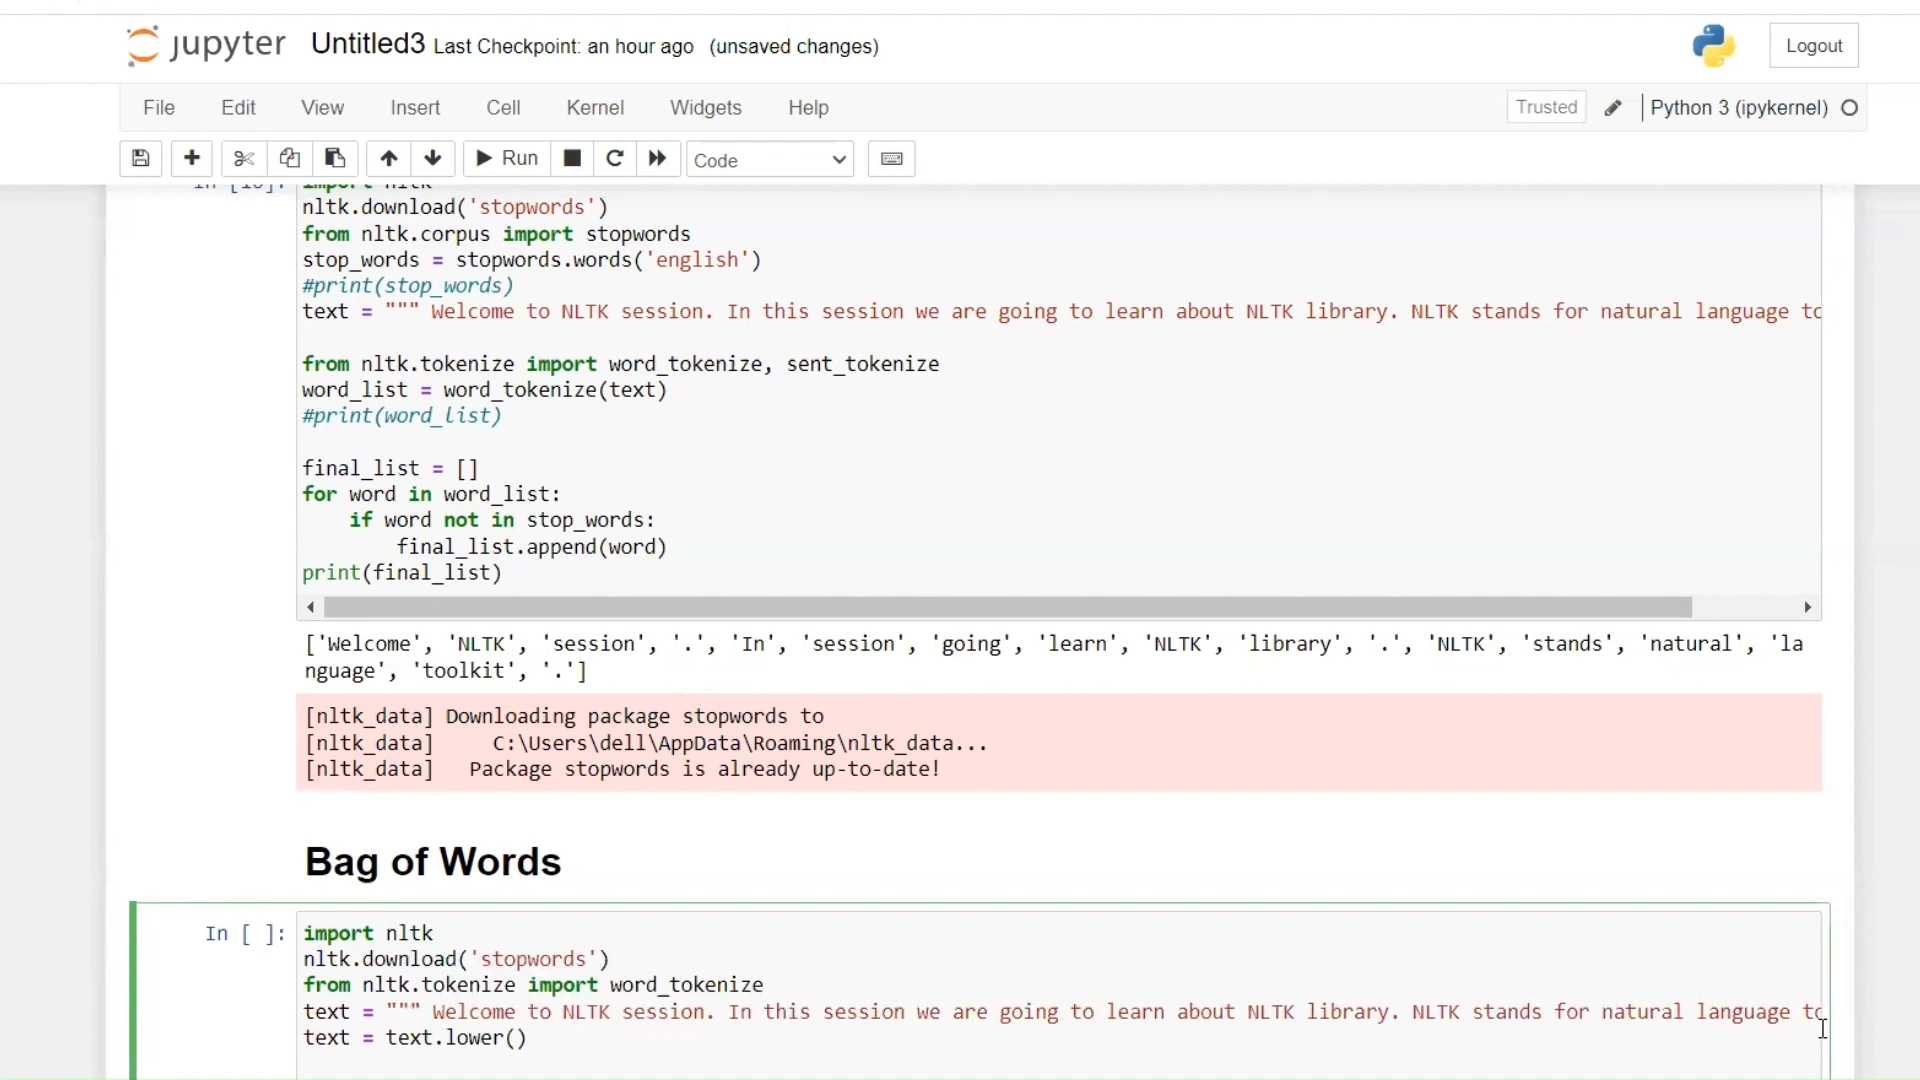 jupyter Untitled3 Last Checkpoint: an hour ago (unsaved changes) Logout
File Edit View Insert Cell Kernel Widgets Help Trusted Python 3 (ipykernel)
Run Code
import nltk
nltk.download('stopwords')
from nltk.corpus import stopwords
stop_words = stopwords.words('english')
#print(stop_words)
text = """ Welcome to NLTK session. In this session we are going to learn about NLTK library. NLTK stands for natural language to
from nltk.tokenize import word_tokenize, sent_tokenize
word_list = word_tokenize(text)
#print(word_list)
final_list = []
for word in word_list:
    if word not in stop_words:
        final_list.append(word)
print(final_list)
['Welcome', 'NLTK', 'session', '.', 'In', 'session', 'going', 'learn', 'NLTK', 'library', '.', 'NLTK', 'stands', 'natural', 'la
nguage', 'toolkit', '.']
[nltk_data] Downloading package stopwords to
[nltk_data]     C:\Users\dell\AppData\Roaming\nltk_data...
[nltk_data]   Package stopwords is already up-to-date!
Bag of Words
In [ ]: import nltk
nltk.download('stopwords')
from nltk.tokenize import word_tokenize
text = """ Welcome to NLTK session. In this session we are going to learn about NLTK library. NLTK stands for natural language to
text = text.lower()